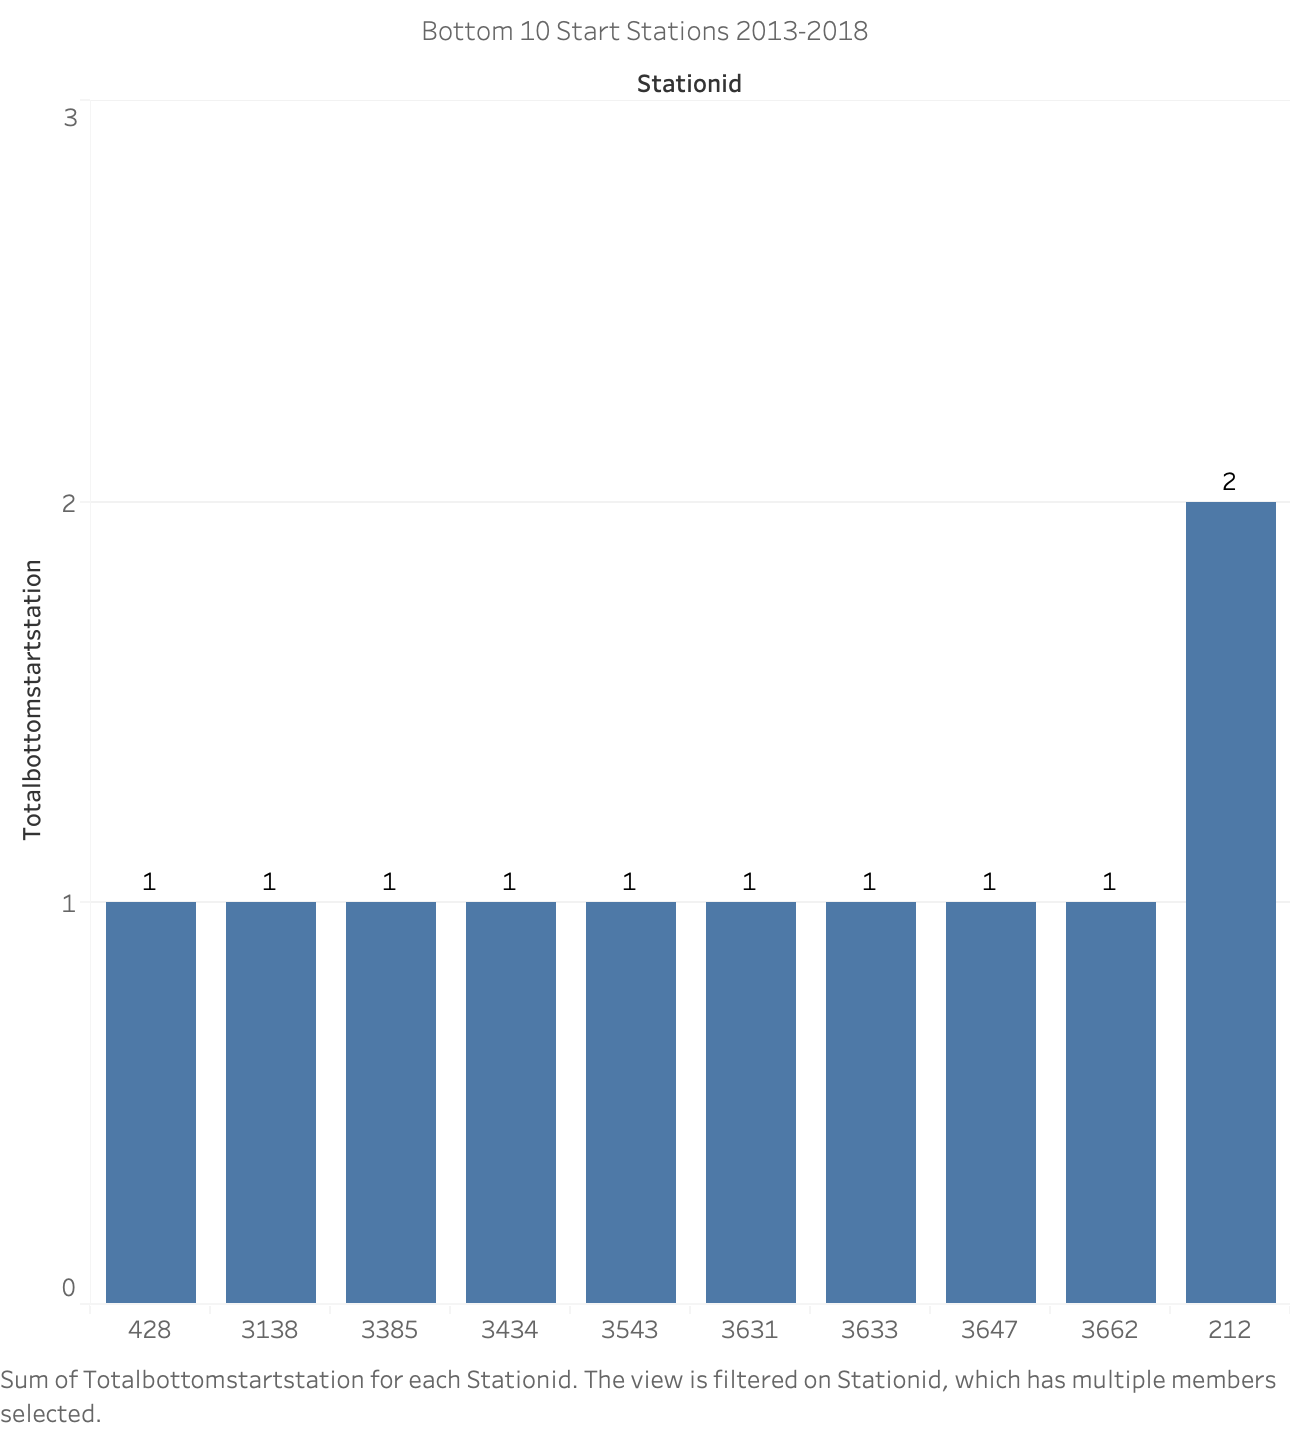 Bottom 10 Start Stations 2013-2018
Stationid
3
2
1
0
Totalbottomstartstation
1 1 1 1 1 1 1 1 1 2
428 3138 3385 3434 3543 3631 3633 3647 3662 212
Sum of Totalbottomstartstation for each Stationid. The view is filtered on Stationid, which has multiple members
selected.